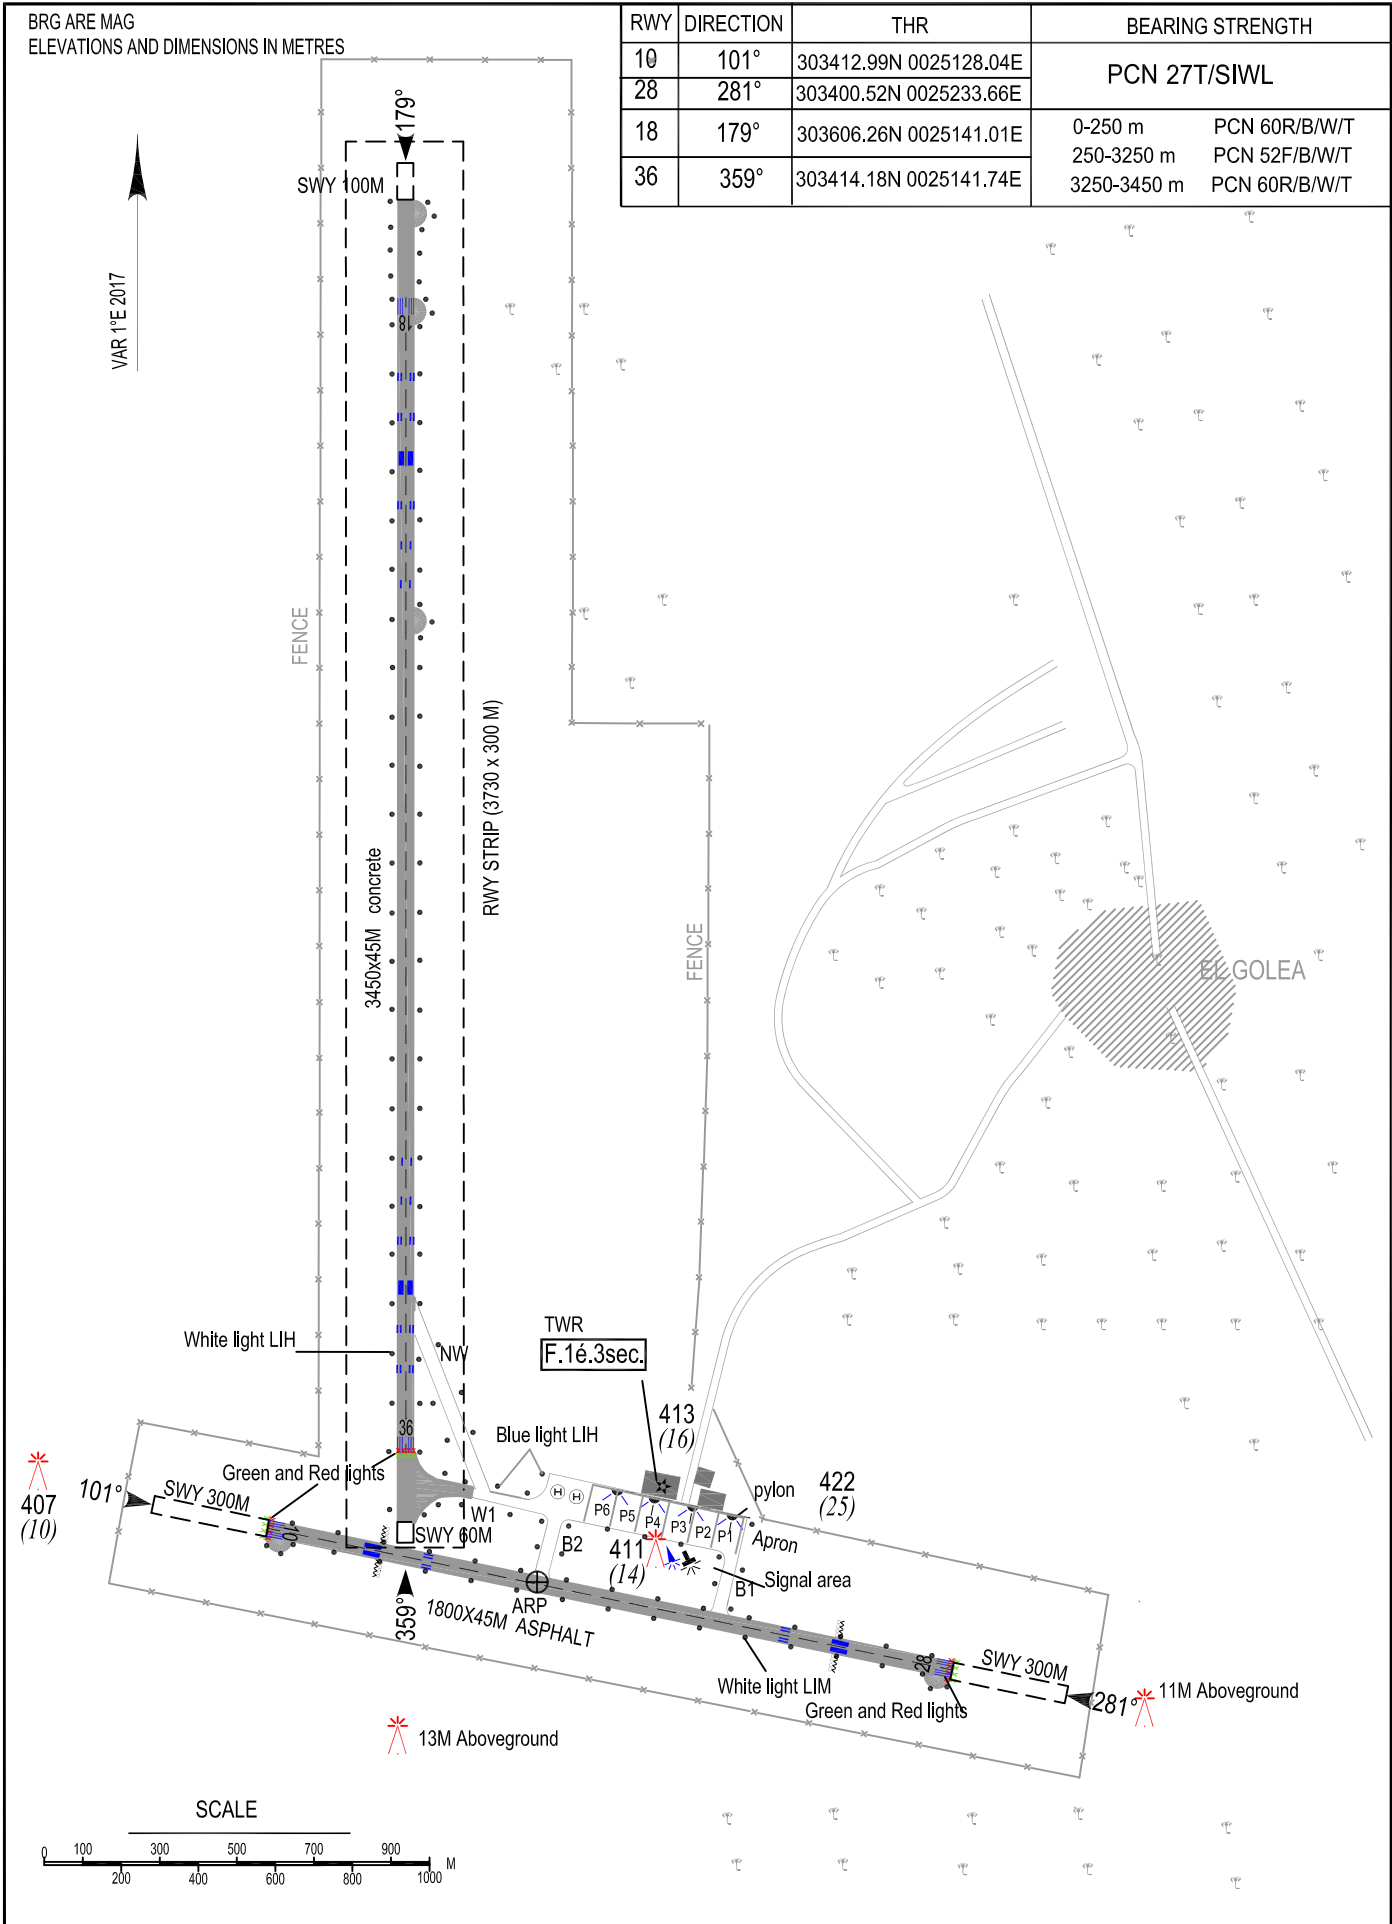 BRG ARE MAG
ELEVATIONS AND DIMENSIONS IN METRES
RWY DIRECTION THR BEARING STRENGTH
10 101° 303412.99N 0025128.04E PCN 27T/SIWL
28 281° 303400.52N 0025233.66E
18 179° 303606.26N 0025141.01E
36 359° 303414.18N 0025141.74E
0-250 m PCN 60R/B/W/T
250-3250 m PCN 52F/B/W/T
3250-3450 m PCN 60R/B/W/T
179°
SWY 100M
VAR 1°E 2017
18
FENCE
RWY STRIP (3730 x 300 M)
3450x45M concrete
FENCE
EL GOLEA
White light LIH
NW
TWR
F.1é.3sec.
36
413
(16)
Blue light LIH
Green and Red lights
407
(10)
101°
SWY 300M
10
H H
P6 P5 P4 P3 P2 P1
pylon
422
(25)
W1
SWY 60M
B2
411
(14)
Apron
Signal area
B1
359°
ARP
1800X45M ASPHALT
28
SWY 300M
White light LIM
Green and Red lights
281°
11M Aboveground
13M Aboveground
SCALE
0 100 300 500 700 900 M
200 400 600 800 1000